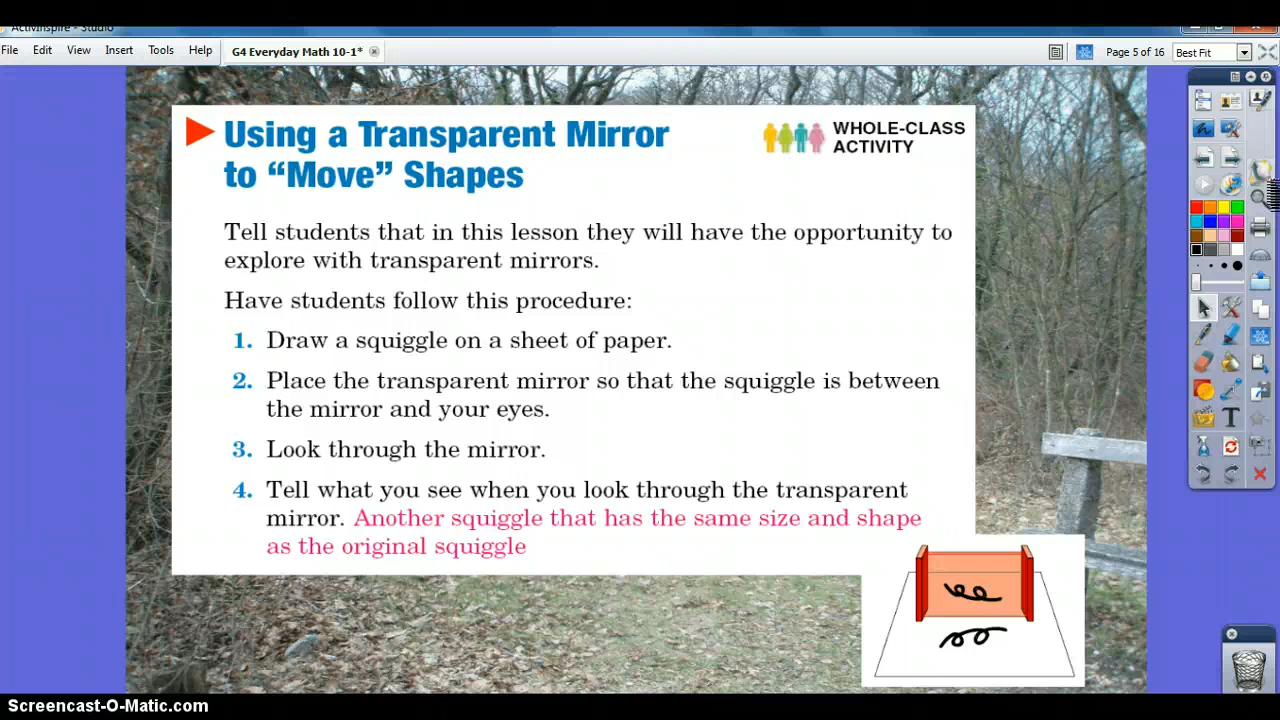 ActivInspire - Studio
File Edit View Insert Tools Help
G4 Everyday Math 10-1*
Page 5 of 16
Best Fit
Using a Transparent Mirror
to “Move” Shapes
WHOLE-CLASS
ACTIVITY
Tell students that in this lesson they will have the opportunity to
explore with transparent mirrors.
Have students follow this procedure:
1. Draw a squiggle on a sheet of paper.
2. Place the transparent mirror so that the squiggle is between
the mirror and your eyes.
3. Look through the mirror.
4. Tell what you see when you look through the transparent
mirror. Another squiggle that has the same size and shape
as the original squiggle
T
Screencast-O-Matic.com